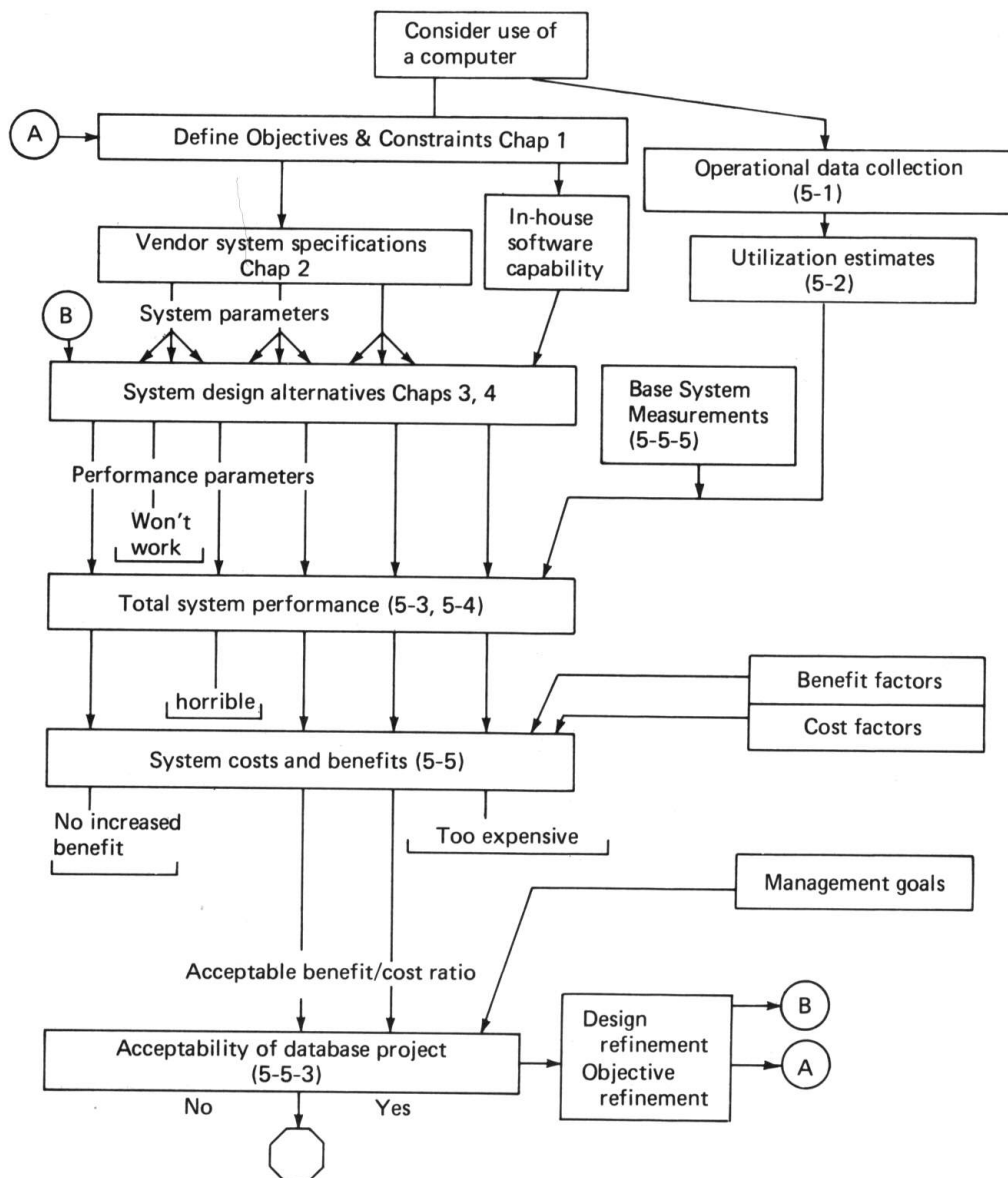 Consider use of
a computer
A
Define Objectives & Constraints Chap 1
Operational data collection
(5-1)
In-house
software
capability
Vendor system specifications
Chap 2
Utilization estimates
(5-2)
B
System parameters
System design alternatives Chaps 3, 4
Base System
Measurements
(5-5-5)
Performance parameters
Won't
work
Total system performance (5-3, 5-4)
horrible
Benefit factors
Cost factors
System costs and benefits (5-5)
No increased
benefit
Too expensive
Management goals
Acceptable benefit/cost ratio
Acceptability of database project
(5-5-3)
Design
refinement
Objective
refinement
B
A
No
Yes